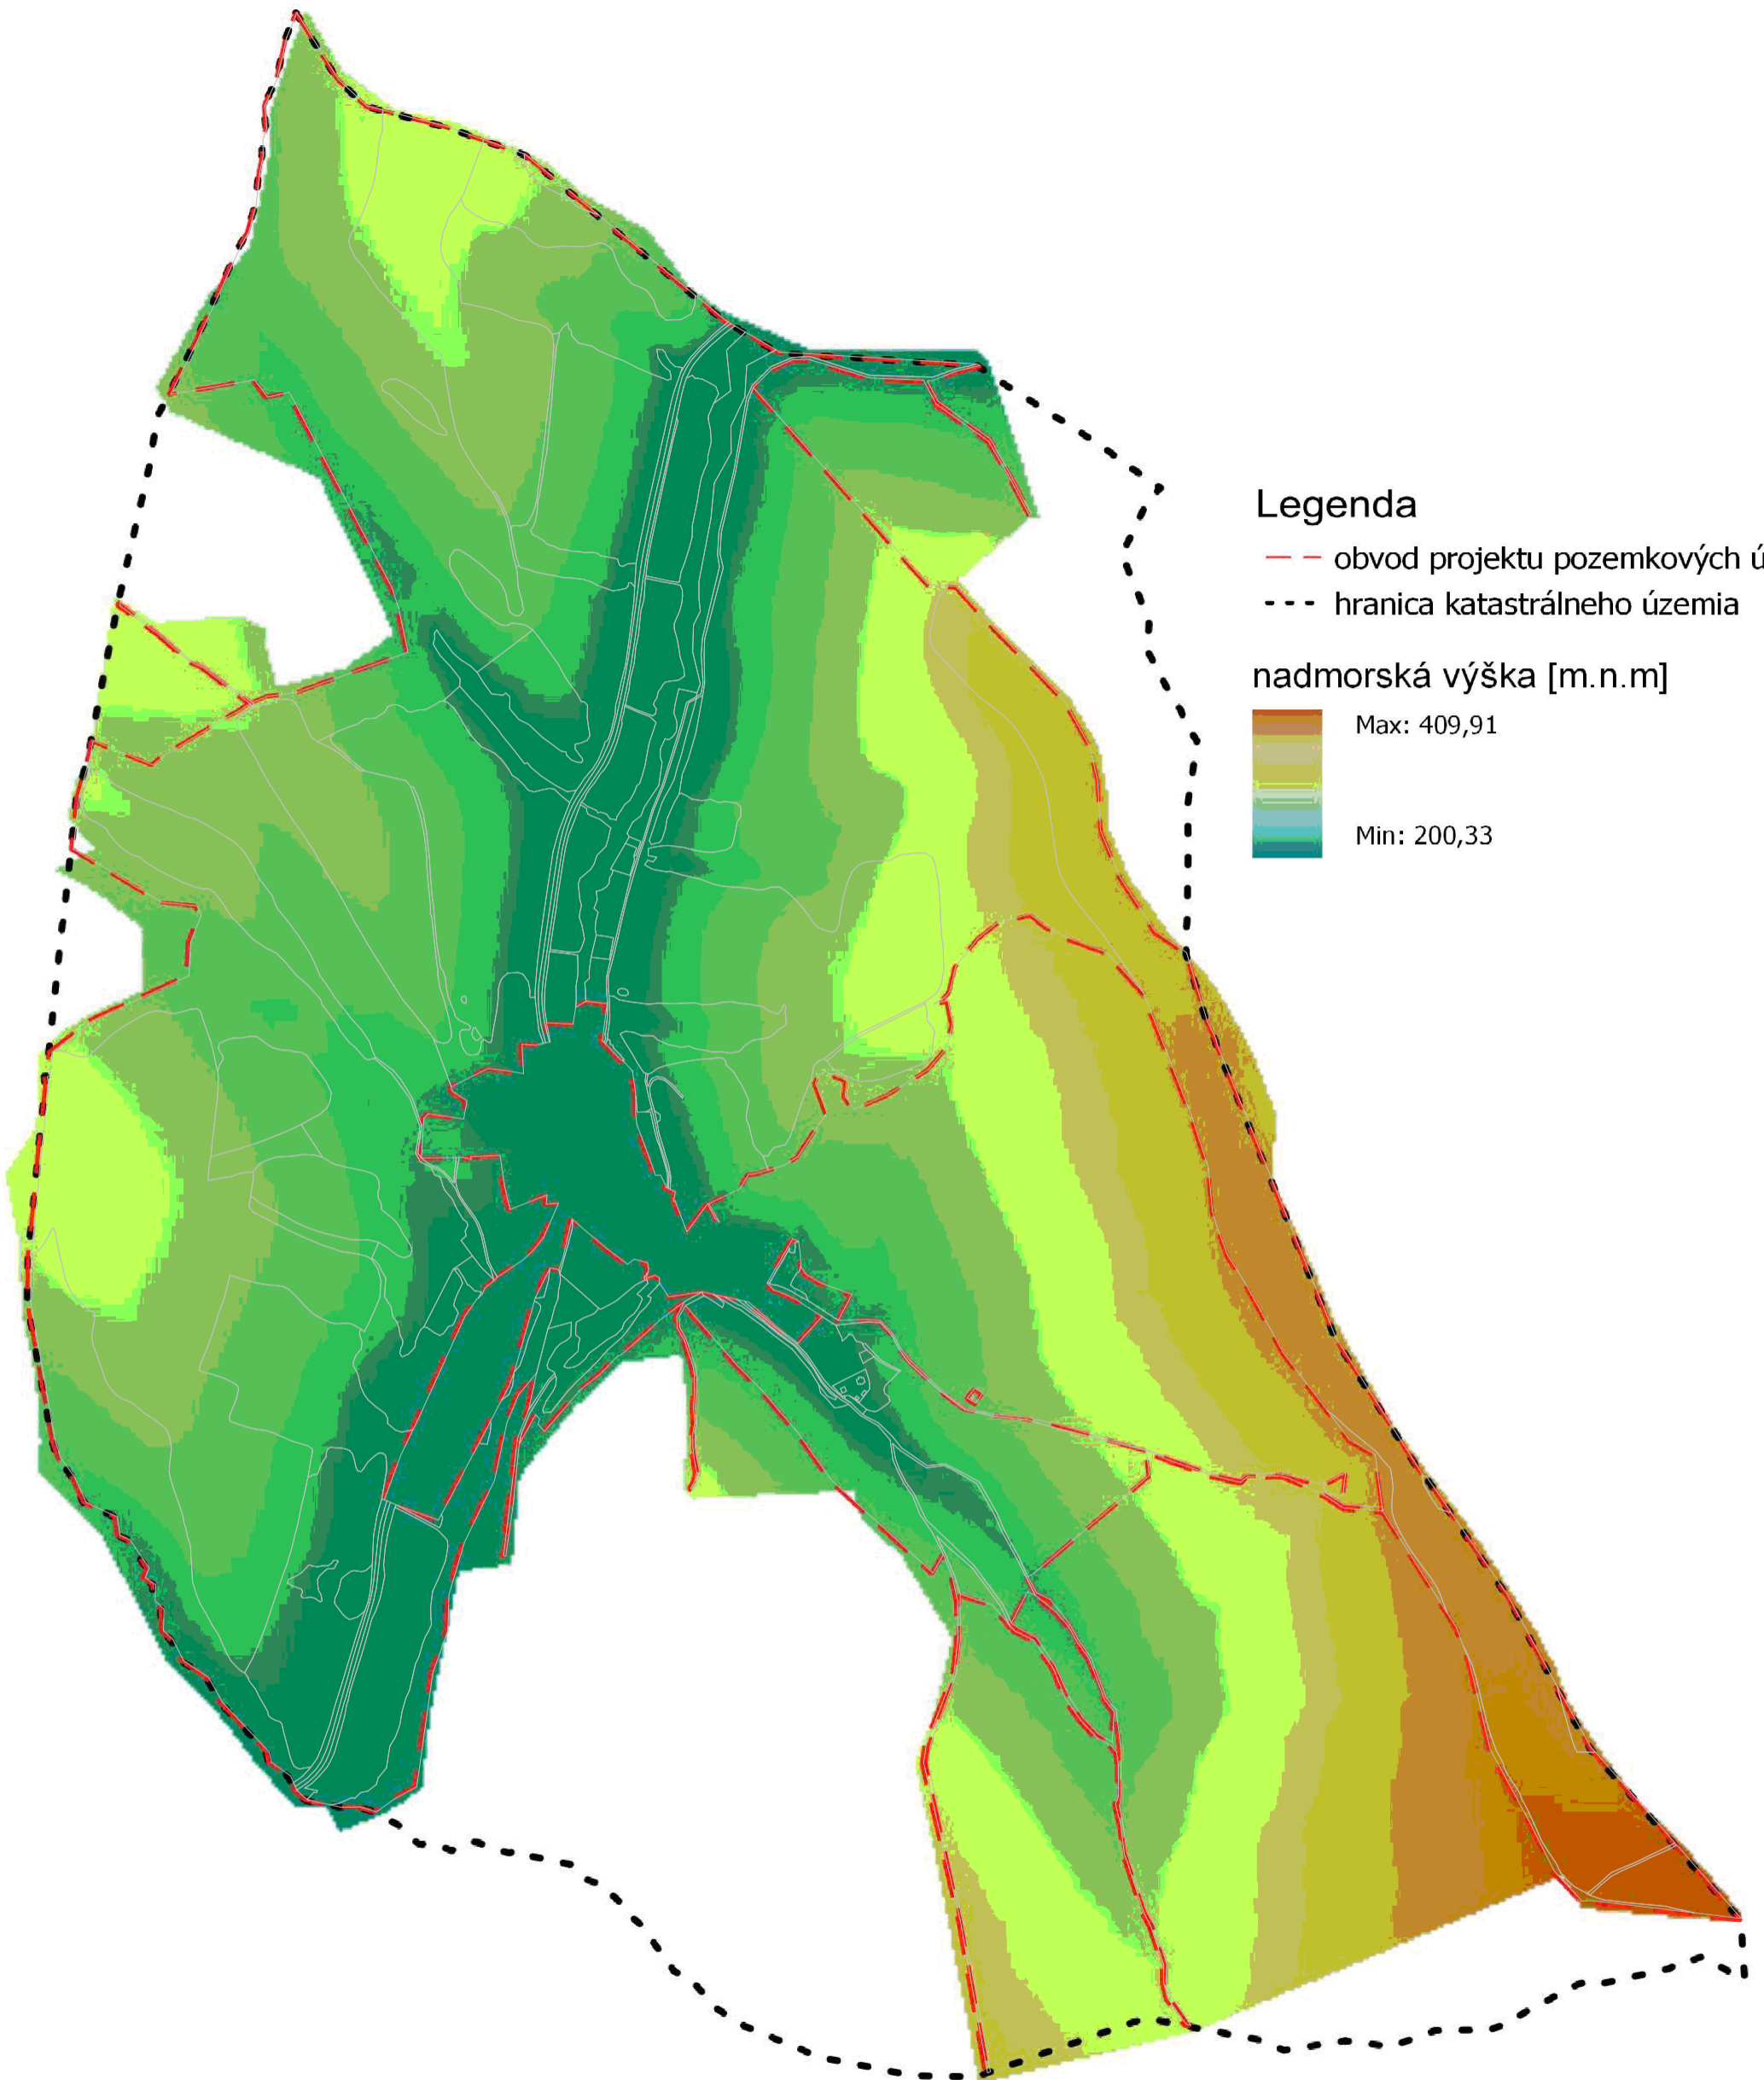 Legenda
obvod projektu pozemkových ú
hranica katastrálneho územia
nadmorská výška [m.n.m]
Max: 409,91
Min: 200,33